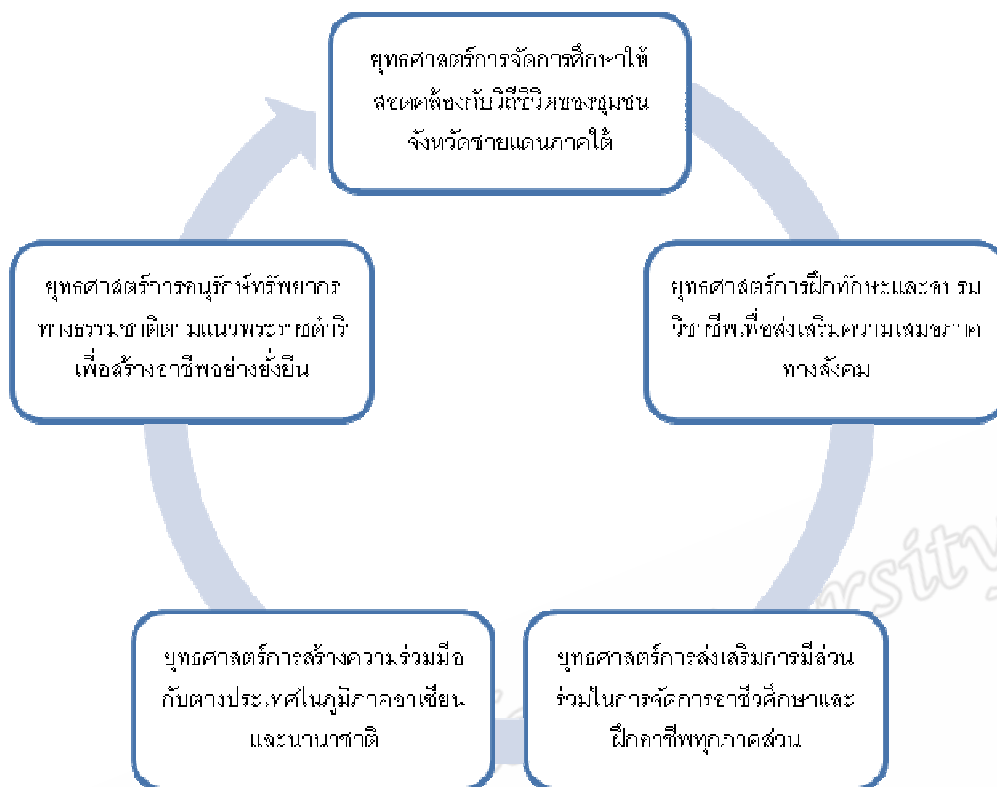 ยุทธศาสตร์การจัดการศึกษาให้
สอดคล้องกับวิถีชีวิตของชุมชน
จังหวัดชายแดนภาคใต้
ยุทธศาสตร์การฝึกทักษะและอบรม
วิชาชีพเพื่อส่งเสริมความเสมอภาค
ทางสังคม
ยุทธศาสตร์การส่งเสริมการมีส่วน
ร่วมในการจัดการอาชีวศึกษาและ
ฝึกอาชีพทุกภาคส่วน
ยุทธศาสตร์การสร้างความร่วมมือ
กับต่างประเทศในภูมิภาคอาเซียน
และนานาชาติ
ยุทธศาสตร์การอนุรักษ์ทรัพยากร
ทางธรรมชาติตามแนวพระราชดำริ
เพื่อสร้างอาชีพอย่างยั่งยืน